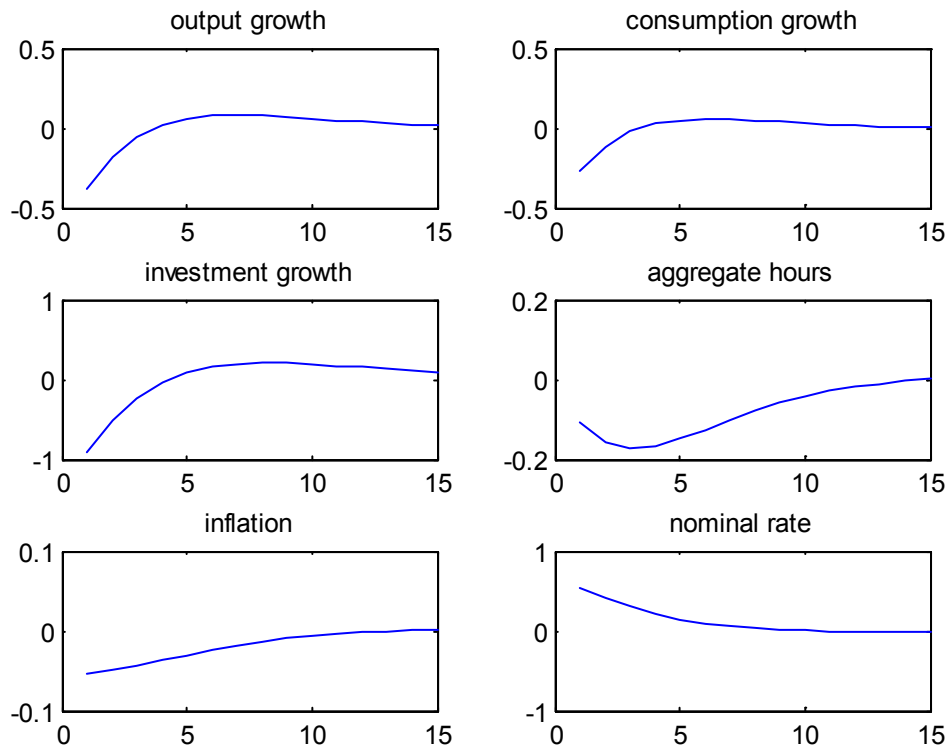 output growth
0.5
0
-0.5
0 5 10 15
consumption growth
0.5
0
-0.5
0 5 10 15
investment growth
1
0
-1
0 5 10 15
aggregate hours
0.2
0
-0.2
0 5 10 15
inflation
0.1
0
-0.1
0 5 10 15
nominal rate
1
0
-1
0 5 10 15